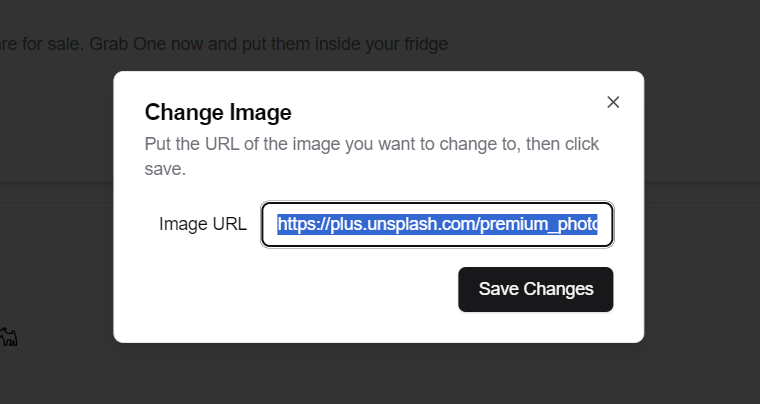 re for sale. Grab One now and put them inside your fridge
Change Image
Put the URL of the image you want to change to, then click
save.
Image URL
https://plus.unsplash.com/premium_photo
Save Changes